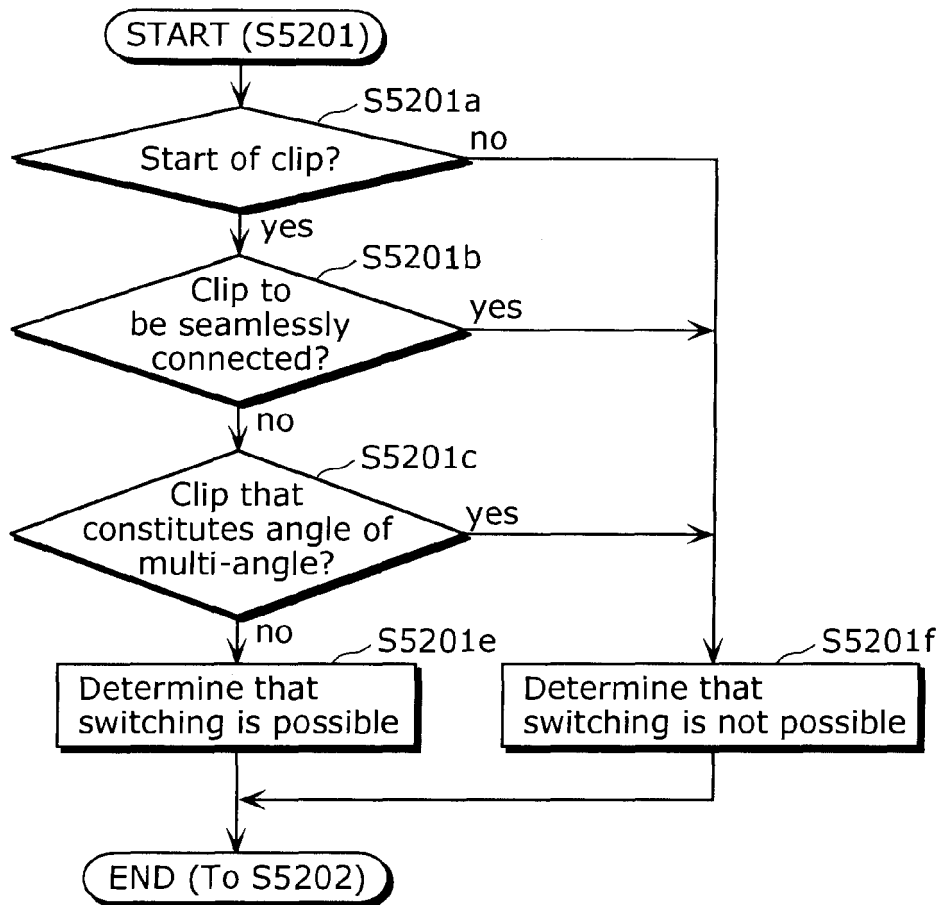 START (S5201)
S5201a
Start of clip?
no
yes
S5201b
Clip to
be seamlessly
connected?
yes
no
S5201c
Clip that
constitutes angle of
multi-angle?
yes
no
S5201e
Determine that
switching is possible
S5201f
Determine that
switching is not possible
END (To S5202)